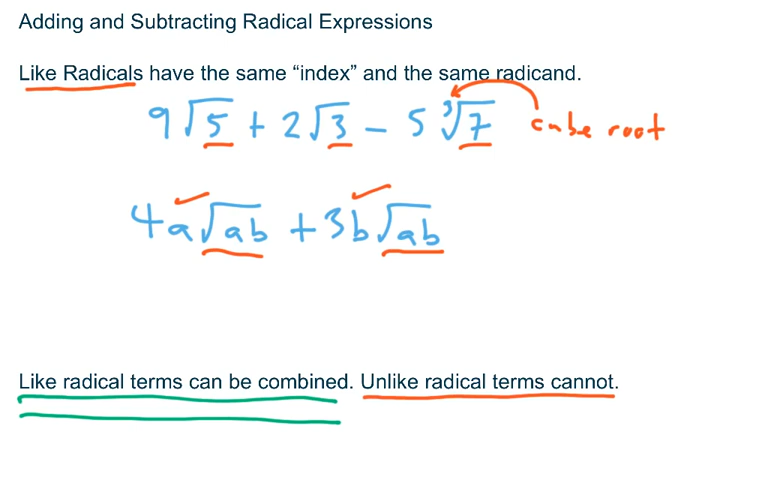 Adding and Subtracting Radical Expressions
Like Radicals have the same “index” and the same radicand.
9√5 + 2√3 – 5∛7 cube root
4a√ab + 3b√ab
Like radical terms can be combined. Unlike radical terms cannot.